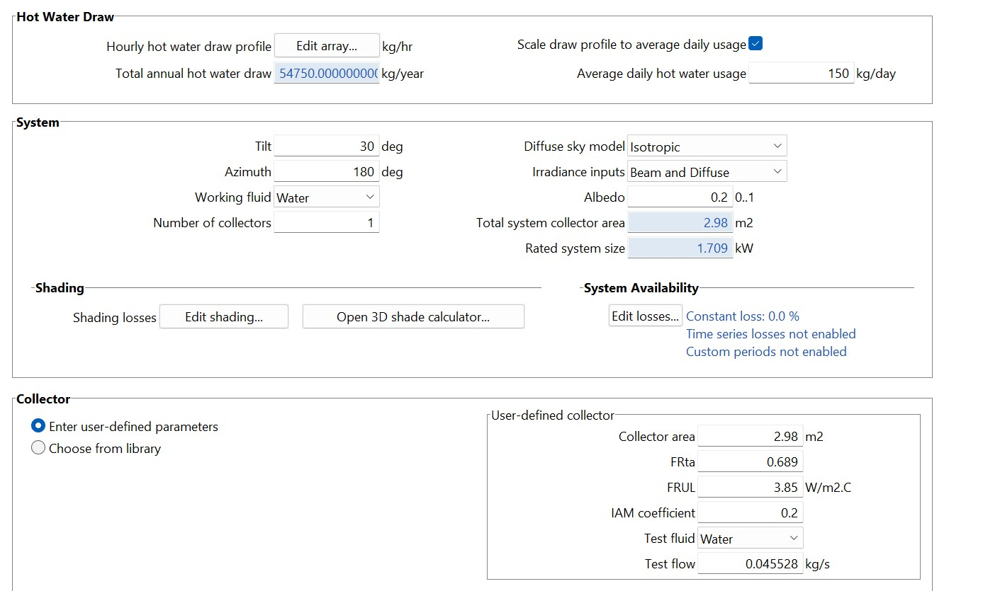 Hot Water Draw
Hourly hot water draw profile Edit array... kg/hr Scale draw profile to average daily usage
Total annual hot water draw 54750.000000000 kg/year Average daily hot water usage 150 kg/day
System
Tilt 30 deg Diffuse sky model Isotropic
Azimuth 180 deg Irradiance inputs Beam and Diffuse
Working fluid Water Albedo 0.2 0..1
Number of collectors 1 Total system collector area 2.98 m2
Rated system size 1.709 kW
Shading System Availability
Shading losses Edit shading... Open 3D shade calculator... Edit losses... Constant loss: 0.0 %
Time series losses not enabled
Custom periods not enabled
Collector
Enter user-defined parameters
Choose from library
User-defined collector
Collector area 2.98 m2
FRta 0.689
FRUL 3.85 W/m2.C
IAM coefficient 0.2
Test fluid Water
Test flow 0.045528 kg/s